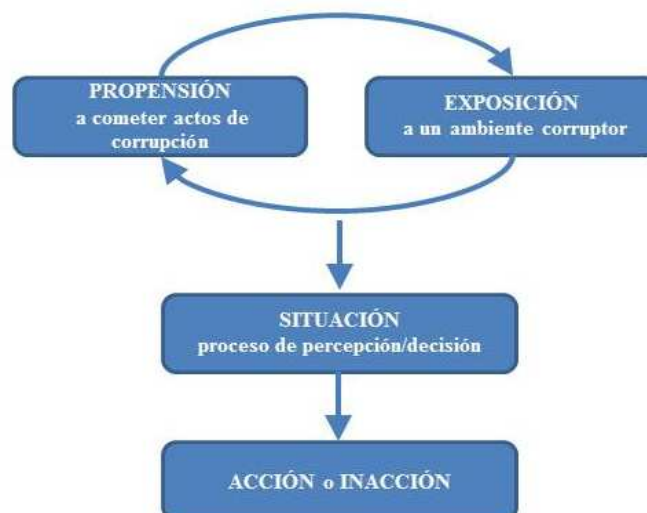 PROPENSIÓN
a cometer actos de
corrupción
EXPOSICIÓN
a un ambiente corruptor
SITUACIÓN
proceso de percepción/decisión
ACCIÓN o INACCIÓN